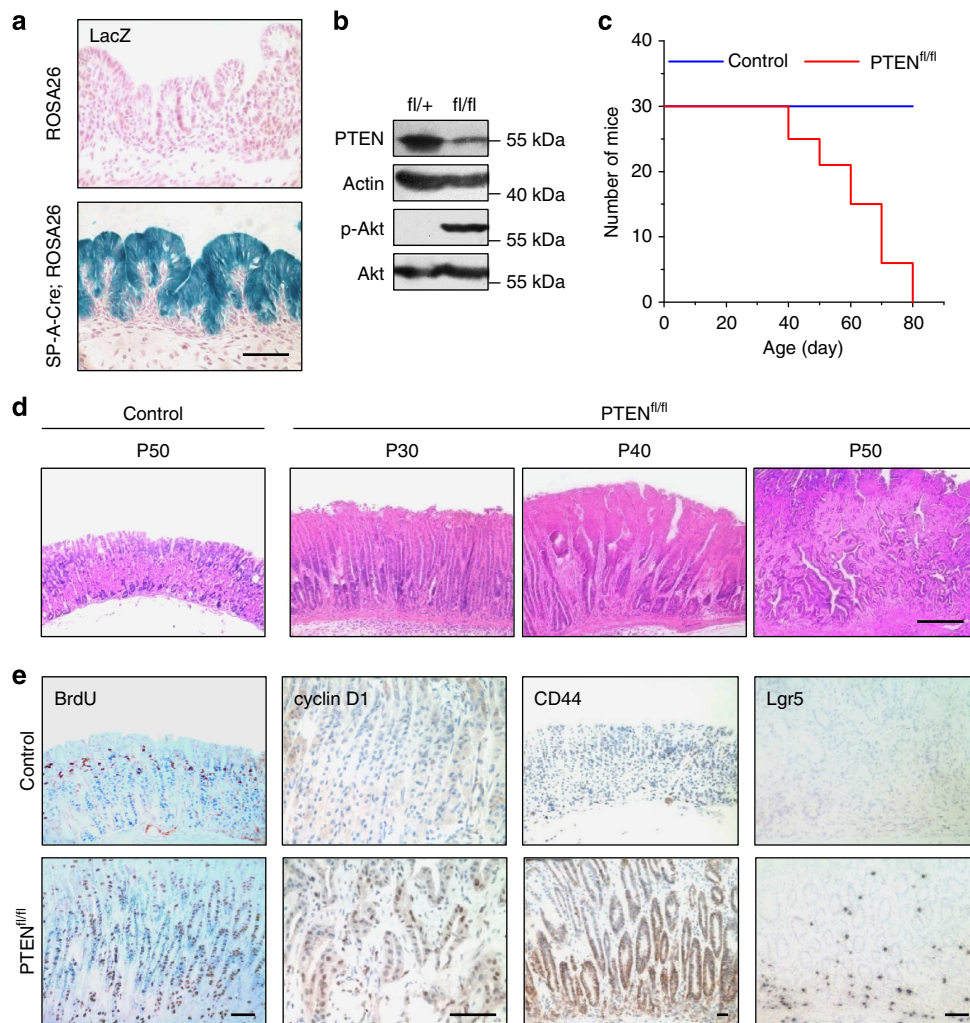 a
LacZ
ROSA26
SP-A-Cre; ROSA26
b
fl/+ fl/fl
PTEN 55 kDa
Actin 40 kDa
p-Akt 55 kDa
Akt 55 kDa
c
Control PTENfl/fl
Number of mice
40
30
20
10
0
0 20 40 60 80
Age (day)
d
Control PTENfl/fl
P50 P30 P40 P50
e
Control
BrdU cyclin D1 CD44 Lgr5
PTENfl/fl